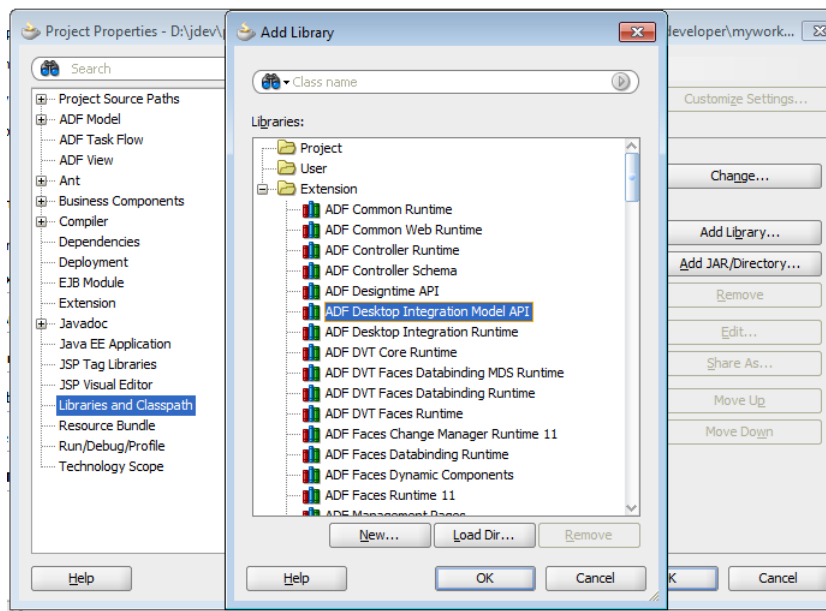 Project Properties - D:\jdev\
Search
Project Source Paths
ADF Model
ADF Task Flow
ADF View
Ant
Business Components
Compiler
Dependencies
Deployment
EJB Module
Extension
Javadoc
Java EE Application
JSP Tag Libraries
JSP Visual Editor
Libraries and Classpath
Resource Bundle
Run/Debug/Profile
Technology Scope
Help
Add Library
Class name
Libraries:
Project
User
Extension
ADF Common Runtime
ADF Common Web Runtime
ADF Controller Runtime
ADF Controller Schema
ADF Designtime API
ADF Desktop Integration Model API
ADF Desktop Integration Runtime
ADF DVT Core Runtime
ADF DVT Faces Databinding MDS Runtime
ADF DVT Faces Databinding Runtime
ADF DVT Faces Runtime
ADF Faces Change Manager Runtime 11
ADF Faces Databinding Runtime
ADF Faces Dynamic Components
ADF Faces Runtime 11
ADF Management Pages
New...
Load Dir...
Remove
Help
OK
Cancel
developer\mywork...
Customize Settings...
Change...
Add Library...
Add JAR/Directory...
Remove
Edit...
Share As...
Move Up
Move Down
K
Cancel